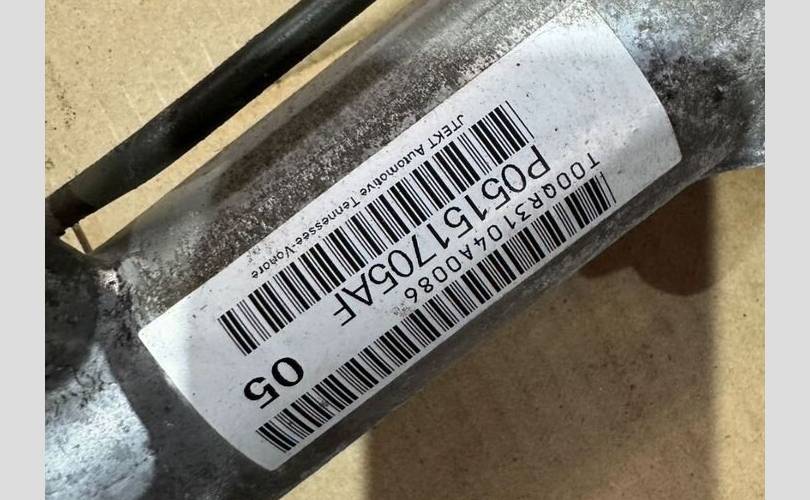 JTEKT Automotive Tennessee-Vonore
P05151705AF
T00QR3104A0086
05